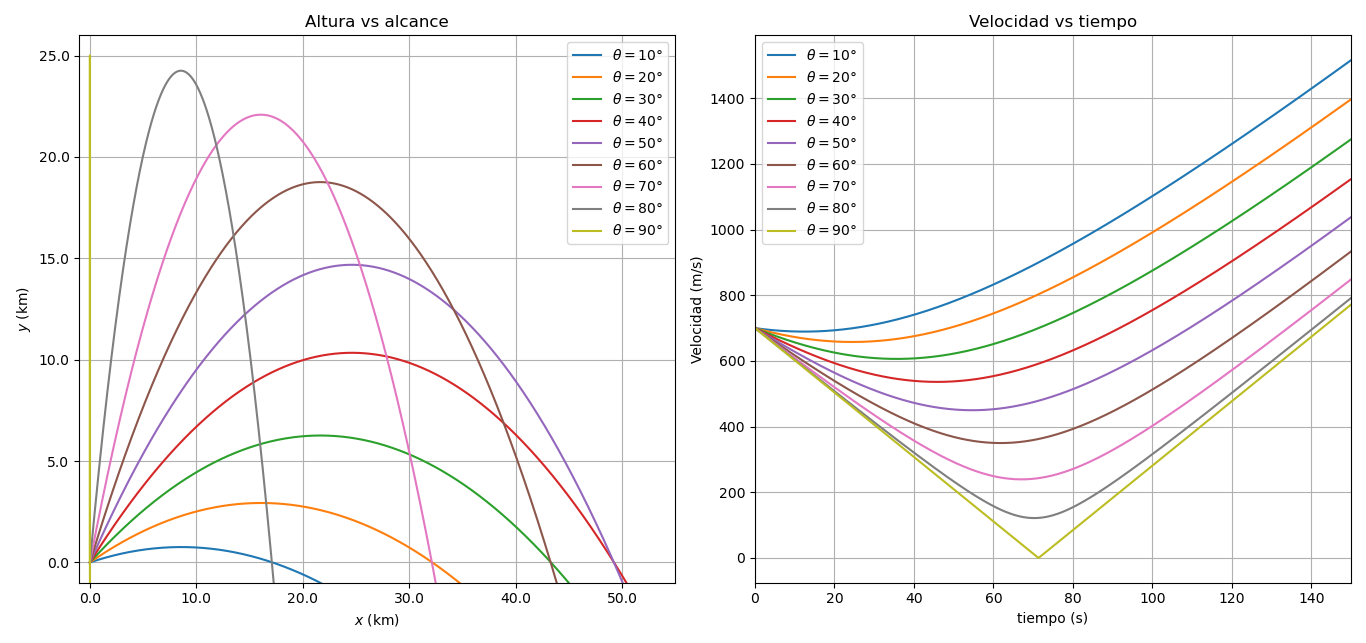 Altura vs alcance
25.0
20.0
15.0
10.0
5.0
0.0
y (km)
0.0 10.0 20.0 30.0 40.0 50.0
x (km)
θ = 10°
θ = 20°
θ = 30°
θ = 40°
θ = 50°
θ = 60°
θ = 70°
θ = 80°
θ = 90°
Velocidad vs tiempo
θ = 10°
θ = 20°
θ = 30°
θ = 40°
θ = 50°
θ = 60°
θ = 70°
θ = 80°
θ = 90°
1400
1200
1000
800
600
400
200
0
Velocidad (m/s)
0 20 40 60 80 100 120 140
tiempo (s)